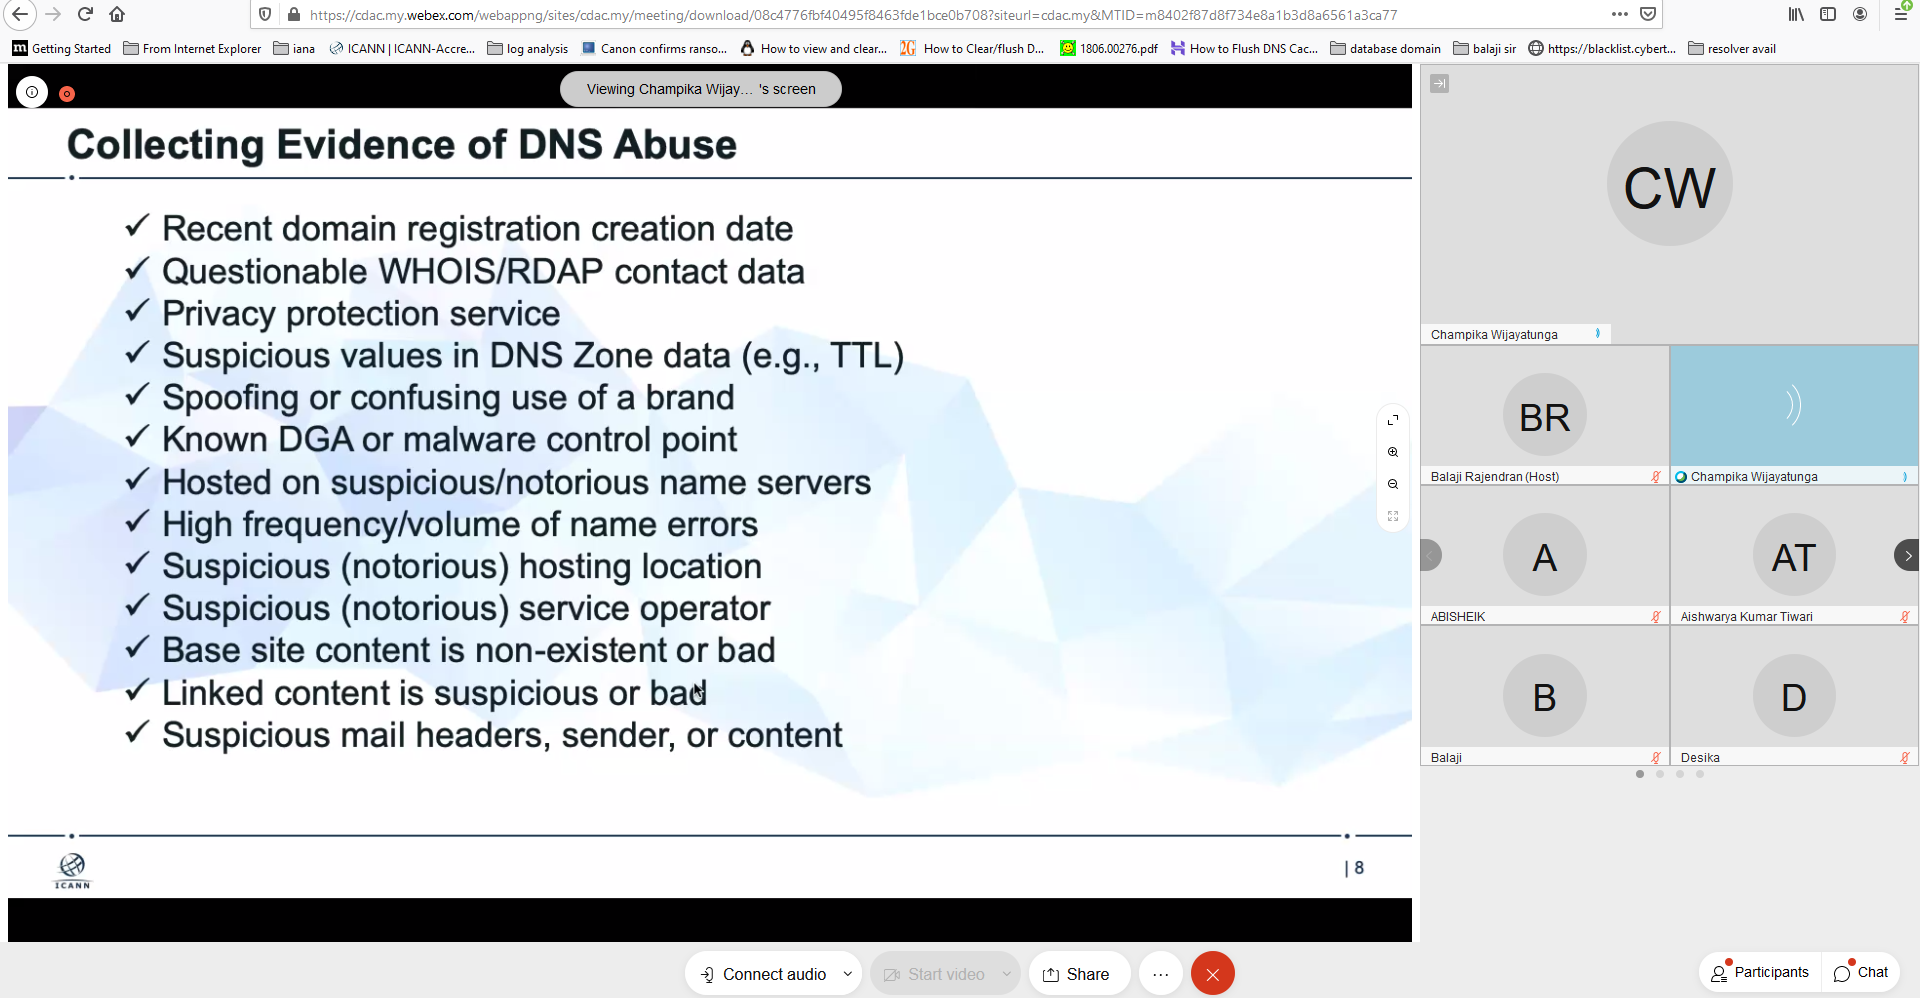 https://cdac.my.webex.com/webappng/sites/cdac.my/meeting/download/08c4776fbf40495f8463fde1bce0b708?siteurl=cdac.my&MTID=m8402f87d8f734e8a1b3d8a6561a3ca77
m Getting Started From Internet Explorer iana ICANN | ICANN-Accre... log analysis Canon confirms ranso... How to view and clear... 2G How to Clear/flush D... 1806.00276.pdf How to Flush DNS Cac... database domain balaji sir https://blacklist.cybert... resolver avail
Viewing Champika Wijay... 's screen
Collecting Evidence of DNS Abuse
✓ Recent domain registration creation date
✓ Questionable WHOIS/RDAP contact data
✓ Privacy protection service
✓ Suspicious values in DNS Zone data (e.g., TTL)
✓ Spoofing or confusing use of a brand
✓ Known DGA or malware control point
✓ Hosted on suspicious/notorious name servers
✓ High frequency/volume of name errors
✓ Suspicious (notorious) hosting location
✓ Suspicious (notorious) service operator
✓ Base site content is non-existent or bad
✓ Linked content is suspicious or bad
✓ Suspicious mail headers, sender, or content
ICANN
| 8
CW
Champika Wijayatunga
BR
Balaji Rajendran (Host)
Champika Wijayatunga
A
ABISHEIK
AT
Aishwarya Kumar Tiwari
B
Balaji
D
Desika
Connect audio
Start video
Share
Participants
Chat